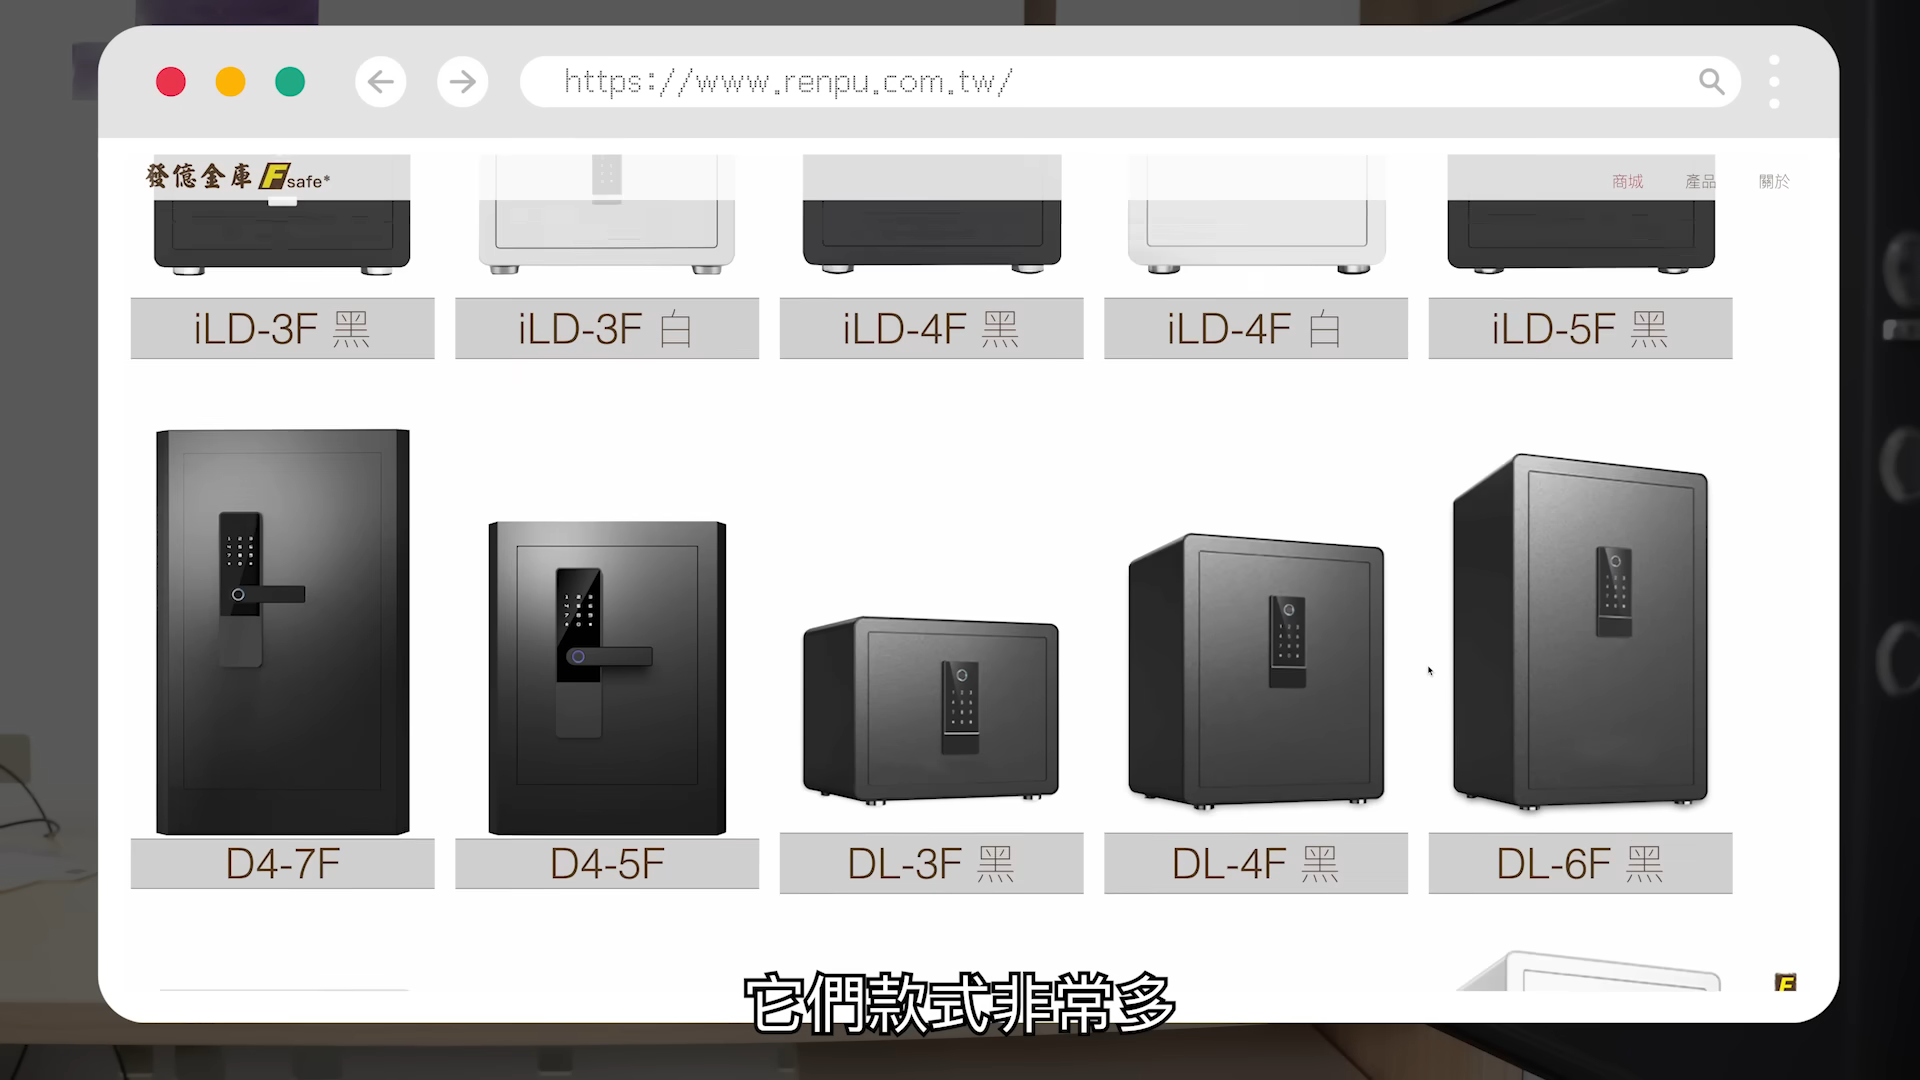 https://www.renpu.com.tw/
發億金庫 F safe*
商城 產品 關於
iLD-3F 黑
iLD-3F 白
iLD-4F 黑
iLD-4F 白
iLD-5F 黑
D4-7F
D4-5F
DL-3F 黑
DL-4F 黑
DL-6F 黑
F
它們款式非常多